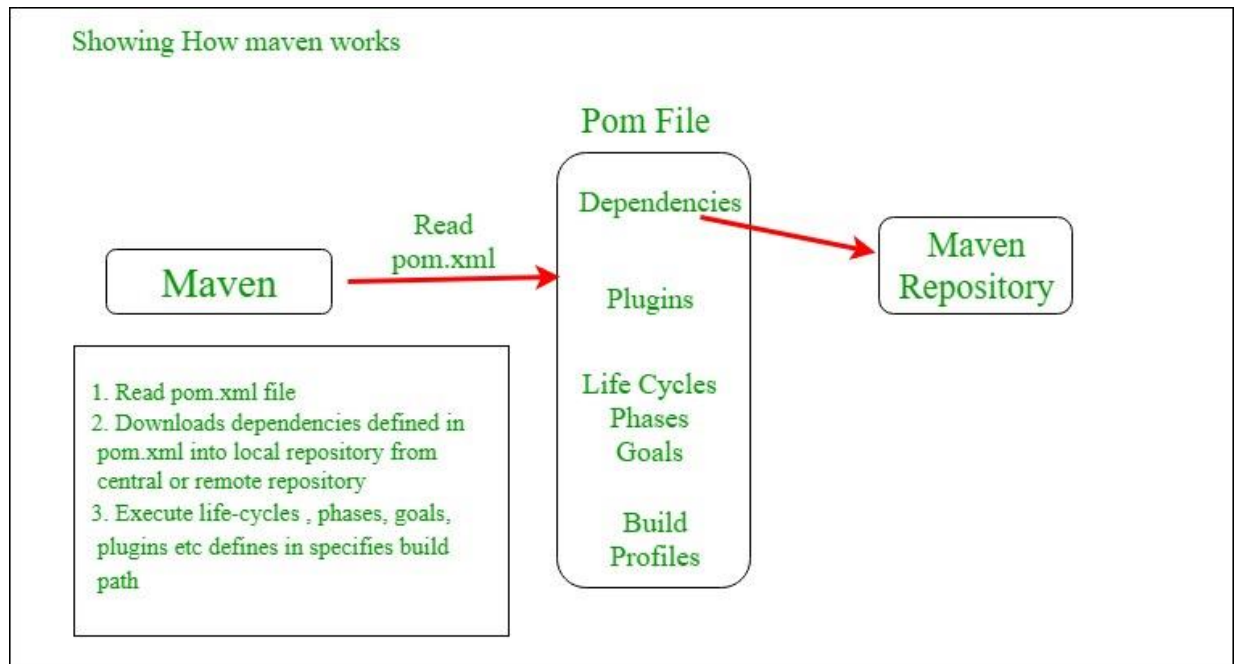 Showing How maven works
Pom File
Dependencies
Read
pom.xml
Maven
Repository
Maven
Plugins
Life Cycles
Phases
Goals
Build
Profiles
1. Read pom.xml file
2. Downloads dependencies defined in
pom.xml into local repository from
central or remote repository
3. Execute life-cycles , phases, goals,
plugins etc defines in specifies build
path